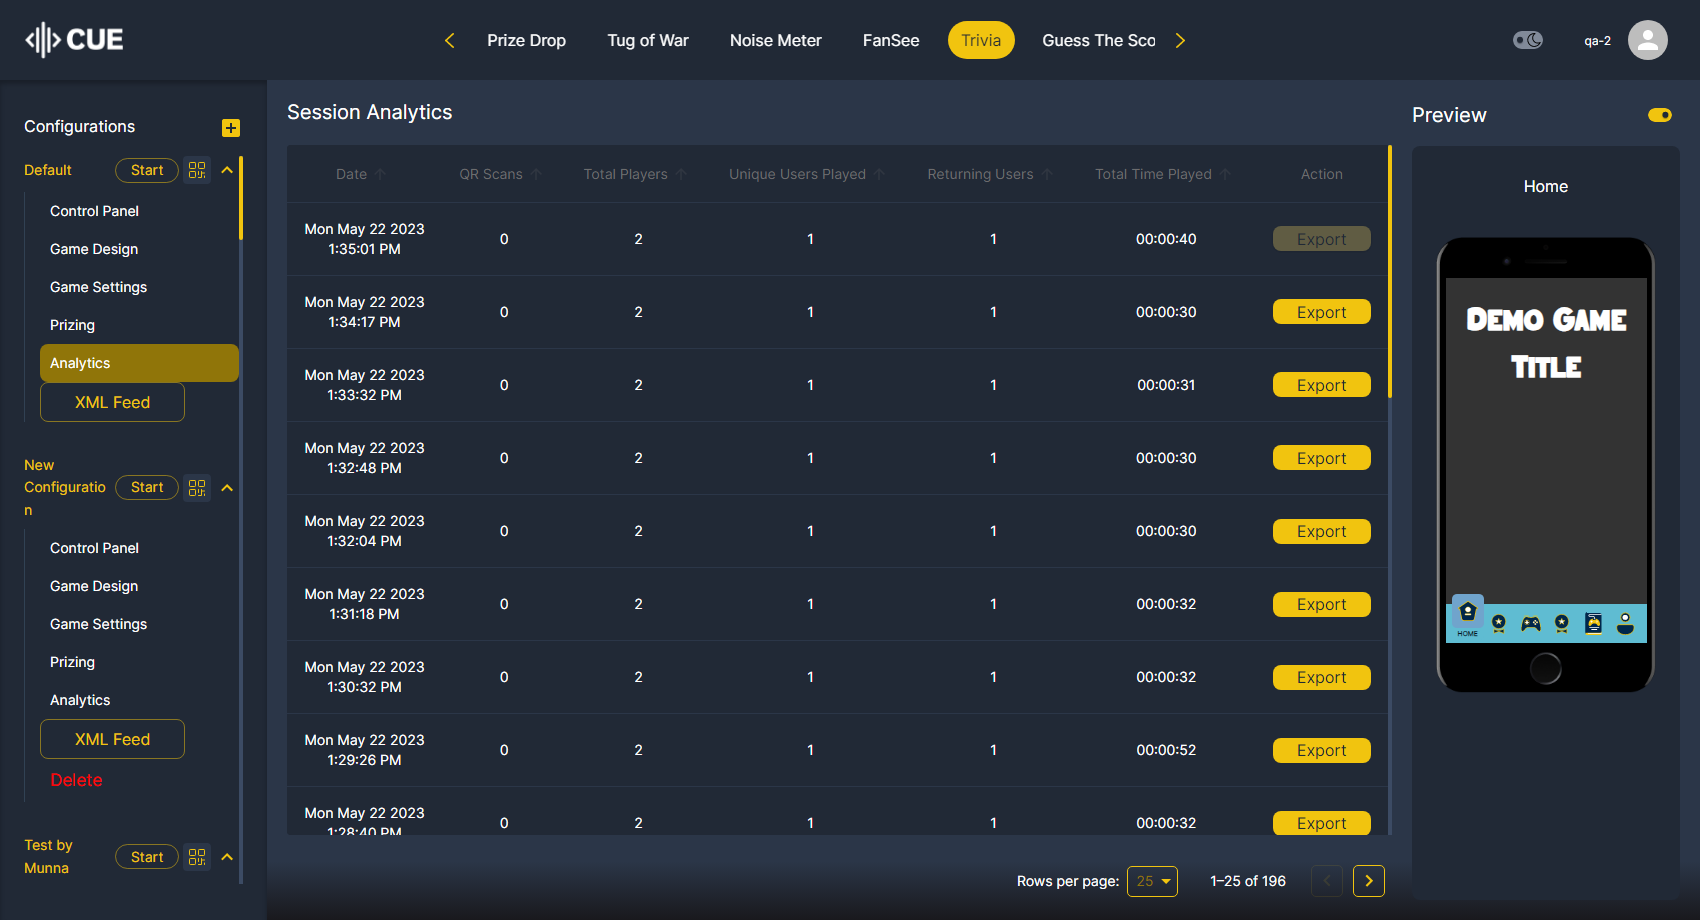 CUE
Prize Drop
Tug of War
Noise Meter
FanSee
Trivia
Guess The Sco
qa-2
Configurations
Default
Start
Control Panel
Game Design
Game Settings
Prizing
Analytics
XML Feed
New
Configuratio
n
Start
Control Panel
Game Design
Game Settings
Prizing
Analytics
XML Feed
Delete
Test by
Munna
Start
Session Analytics
Date QR Scans Total Players Unique Users Played Returning Users Total Time Played Action
Mon May 22 2023
1:35:01 PM
0 2 1 1 00:00:40 Export
Mon May 22 2023
1:34:17 PM
0 2 1 1 00:00:30 Export
Mon May 22 2023
1:33:32 PM
0 2 1 1 00:00:31 Export
Mon May 22 2023
1:32:48 PM
0 2 1 1 00:00:30 Export
Mon May 22 2023
1:32:04 PM
0 2 1 1 00:00:30 Export
Mon May 22 2023
1:31:18 PM
0 2 1 1 00:00:32 Export
Mon May 22 2023
1:30:32 PM
0 2 1 1 00:00:32 Export
Mon May 22 2023
1:29:26 PM
0 2 1 1 00:00:52 Export
Mon May 22 2023
1:28:40 PM
0 2 1 1 00:00:32 Export
Rows per page: 25 1–25 of 196
Preview
Home
DEMO GAME
TITLE
HOME